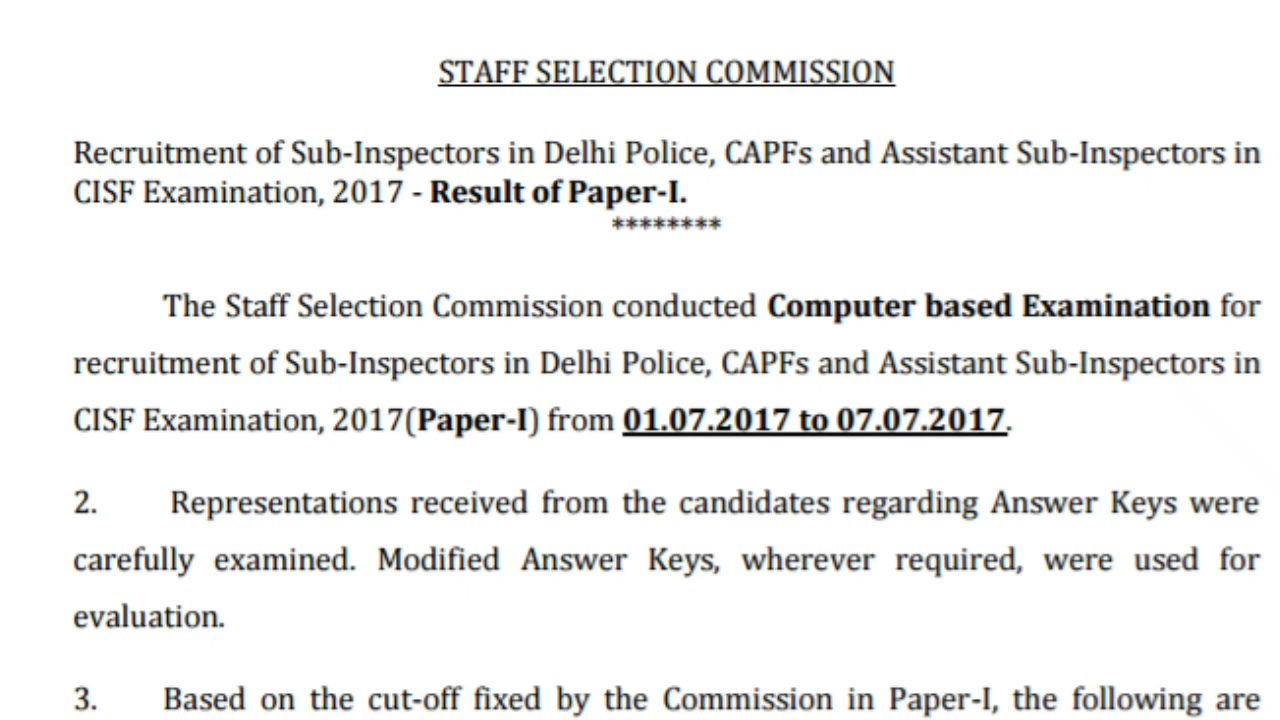 STAFF SELECTION COMMISSION
Recruitment of Sub-Inspectors in Delhi Police, CAPFs and Assistant Sub-Inspectors in
CISF Examination, 2017 - Result of Paper-I.
********
The Staff Selection Commission conducted Computer based Examination for
recruitment of Sub-Inspectors in Delhi Police, CAPFs and Assistant Sub-Inspectors in
CISF Examination, 2017(Paper-I) from 01.07.2017 to 07.07.2017.
2. Representations received from the candidates regarding Answer Keys were
carefully examined. Modified Answer Keys, wherever required, were used for
evaluation.
3. Based on the cut-off fixed by the Commission in Paper-I, the following are